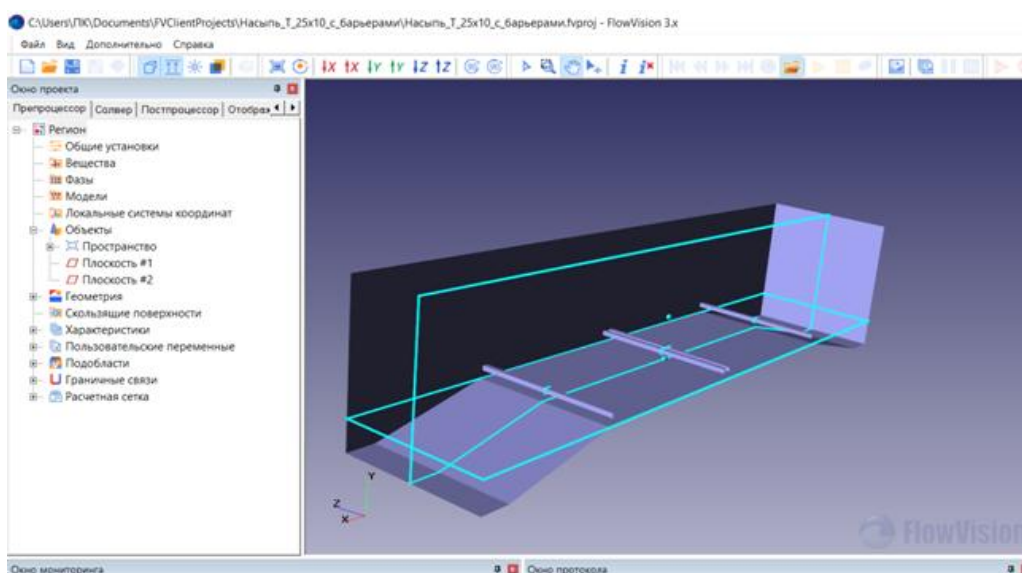 C:\Users\ПК\Documents\FVClientProjects\Насыпь_Т_25x10_с_барьерами\Насыпь_Т_25x10_с_барьерами.fvproj - FlowVision 3.x
Файл Вид Дополнительно Справка
Окно проекта
Препроцессор Солвер Постпроцессор Отображ
Регион
Общие установки
Вещества
Фазы
Модели
Локальные системы координат
Объекты
Пространство
Плоскость #1
Плоскость #2
Геометрия
Скользящие поверхности
Характеристики
Пользовательские переменные
Подобласти
Граничные связи
Расчетная сетка
Y
Z
X
FlowVision
Окно мониторинга Окно протокола